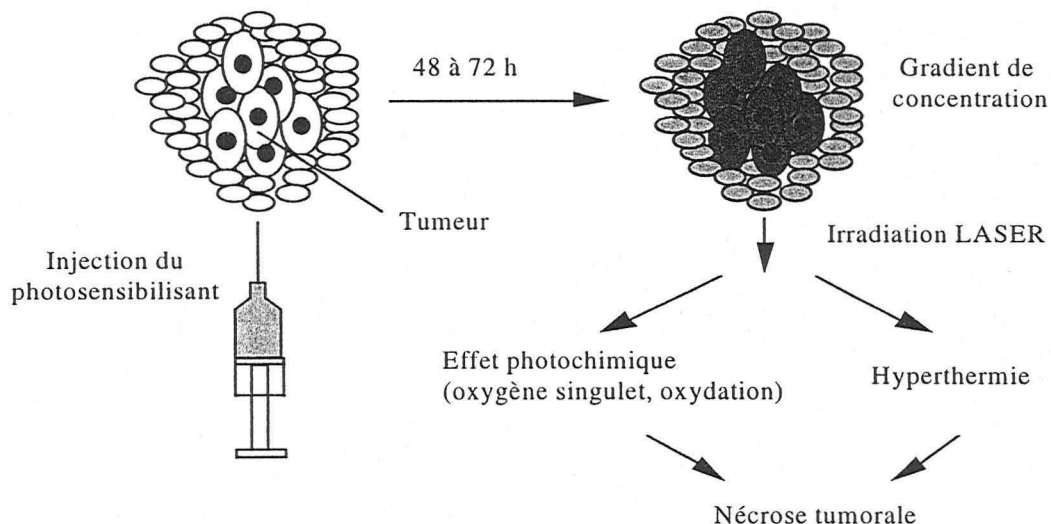 48 à 72 h
Gradient de
concentration
Tumeur
Injection du
photosensibilisant
Irradiation LASER
Effet photochimique
(oxygène singulet, oxydation)
Hyperthermie
Nécrose tumorale